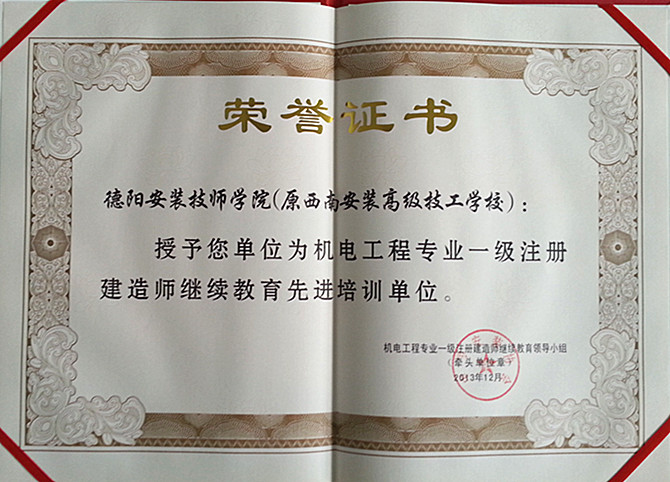 荣誉证书
德阳安装技师学院(原西南安装高级技工学校)：
授予您单位为机电工程专业一级注册
建造师继续教育先进培训单位。
机电工程专业一级注册建造师继续教育领导小组
(牵头单位章)
2013年12月